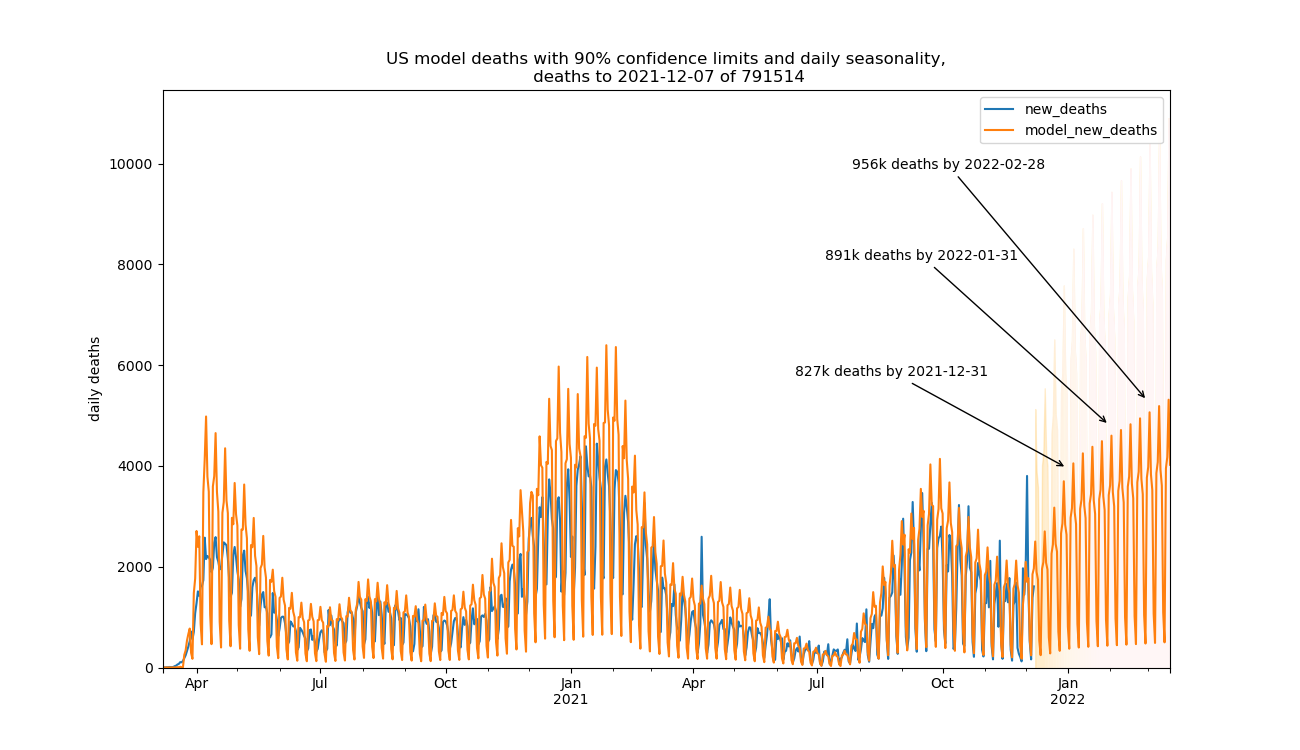 US model deaths with 90% confidence limits and daily seasonality,
deaths to 2021-12-07 of 791514
new_deaths
model_new_deaths
10000
8000
6000
4000
2000
0
daily deaths
956k deaths by 2022-02-28
891k deaths by 2022-01-31
827k deaths by 2021-12-31
Apr
Jul
Oct
Jan
2021
Apr
Jul
Oct
Jan
2022